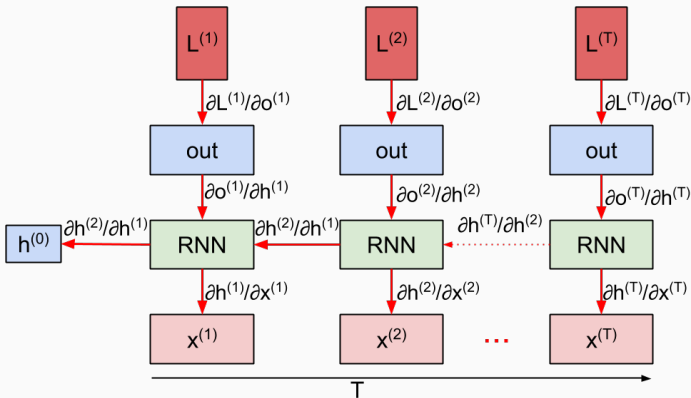 L⁽¹⁾ L⁽²⁾ L⁽ᵀ⁾
∂L⁽¹⁾/∂o⁽¹⁾ ∂L⁽²⁾/∂o⁽²⁾ ∂L⁽ᵀ⁾/∂o⁽ᵀ⁾
out out out
∂o⁽¹⁾/∂h⁽¹⁾ ∂o⁽²⁾/∂h⁽²⁾ ∂o⁽ᵀ⁾/∂h⁽ᵀ⁾
∂h⁽²⁾/∂h⁽¹⁾ ∂h⁽²⁾/∂h⁽¹⁾ ∂h⁽ᵀ⁾/∂h⁽²⁾
h⁽⁰⁾ RNN RNN RNN
∂h⁽¹⁾/∂x⁽¹⁾ ∂h⁽²⁾/∂x⁽²⁾ ∂h⁽ᵀ⁾/∂x⁽ᵀ⁾
x⁽¹⁾ x⁽²⁾ ... x⁽ᵀ⁾
T